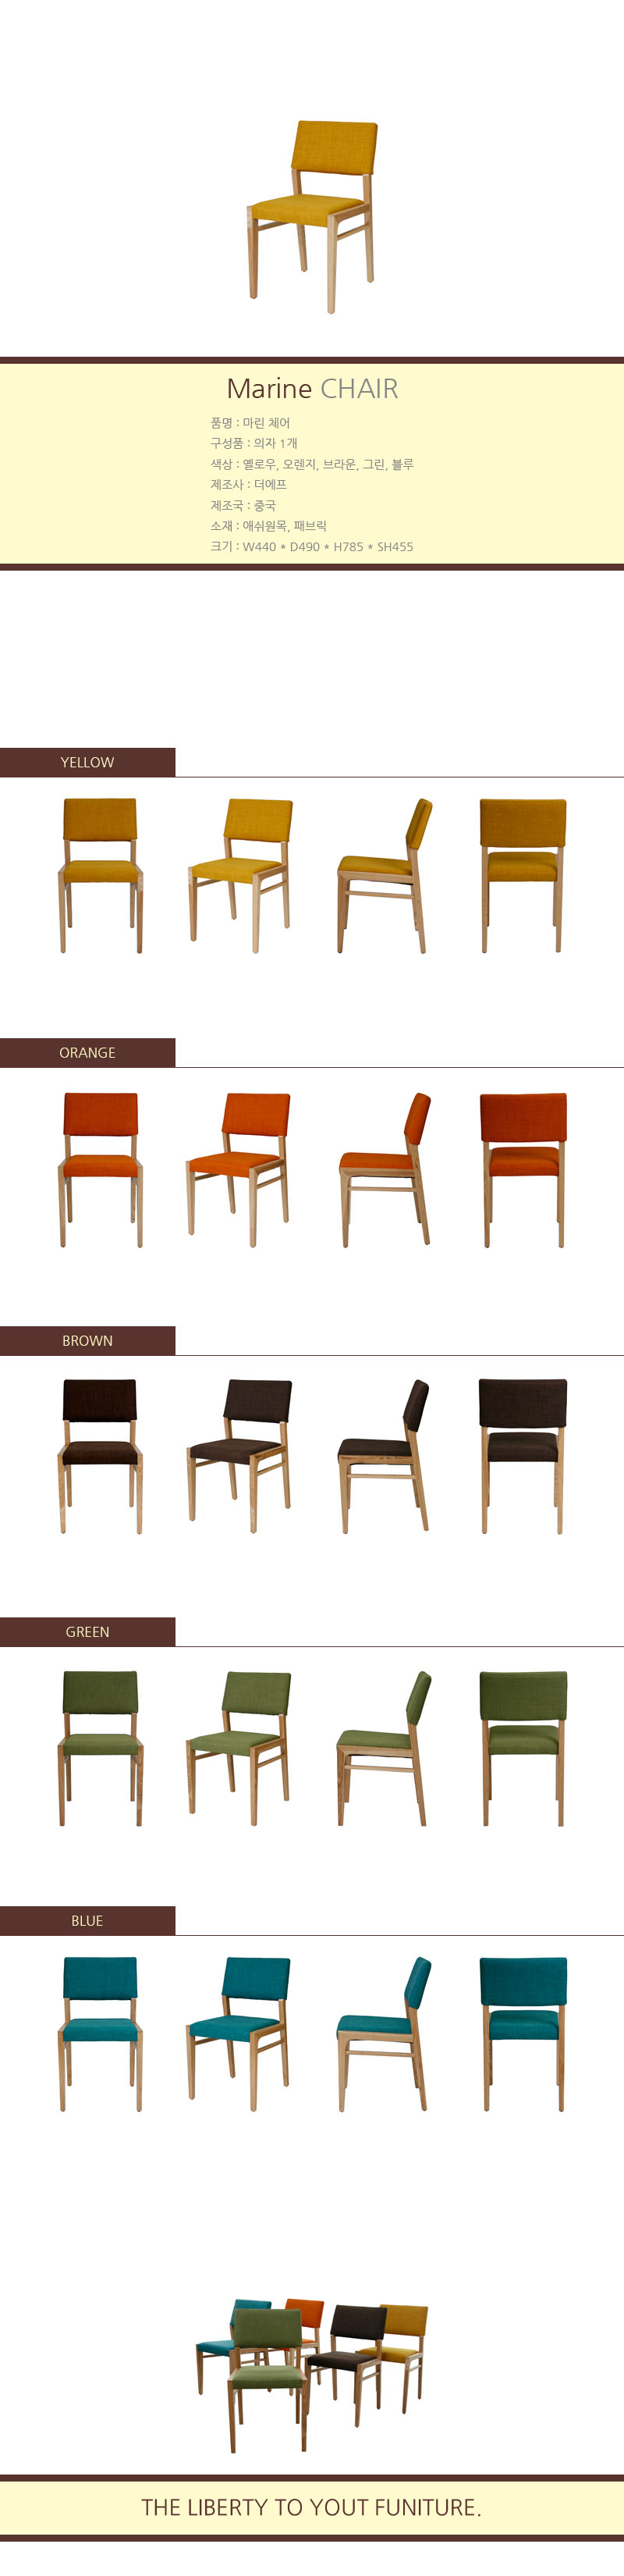 Marine CHAIR
품명 : 마린 체어
구성품 : 의자 1개
색상 : 옐로우, 오렌지, 브라운, 그린, 블루
제조사 : 더에프
제조국 : 중국
소재 : 애쉬원목, 패브릭
크기 : W440 * D490 * H785 * SH455
YELLOW
ORANGE
BROWN
GREEN
BLUE
THE LIBERTY TO YOUT FUNITURE.